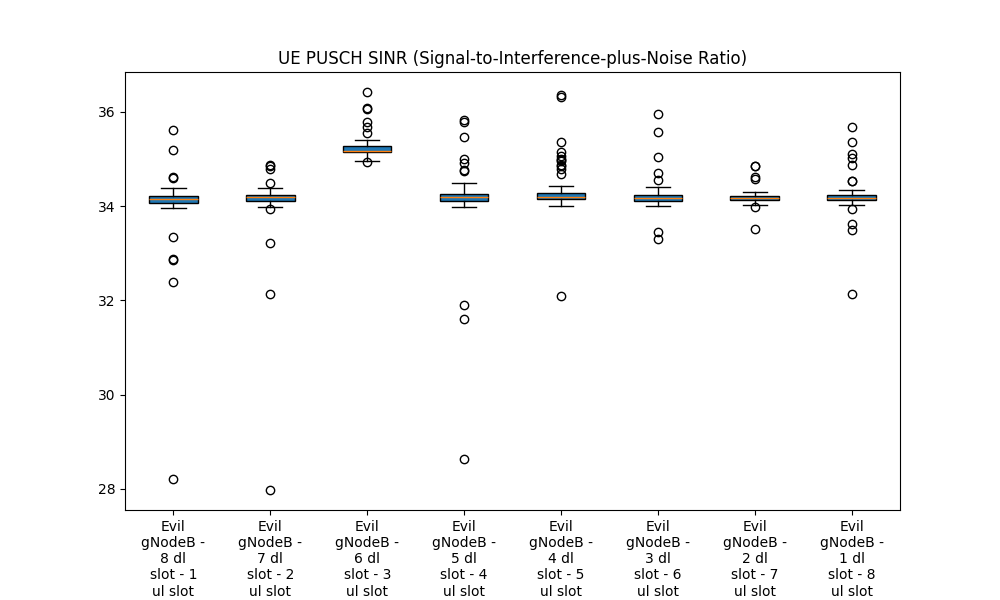 UE PUSCH SINR (Signal-to-Interference-plus-Noise Ratio)
36
34
32
30
28
Evil
gNodeB -
8 dl
slot - 1
ul slot
Evil
gNodeB -
7 dl
slot - 2
ul slot
Evil
gNodeB -
6 dl
slot - 3
ul slot
Evil
gNodeB -
5 dl
slot - 4
ul slot
Evil
gNodeB -
4 dl
slot - 5
ul slot
Evil
gNodeB -
3 dl
slot - 6
ul slot
Evil
gNodeB -
2 dl
slot - 7
ul slot
Evil
gNodeB -
1 dl
slot - 8
ul slot